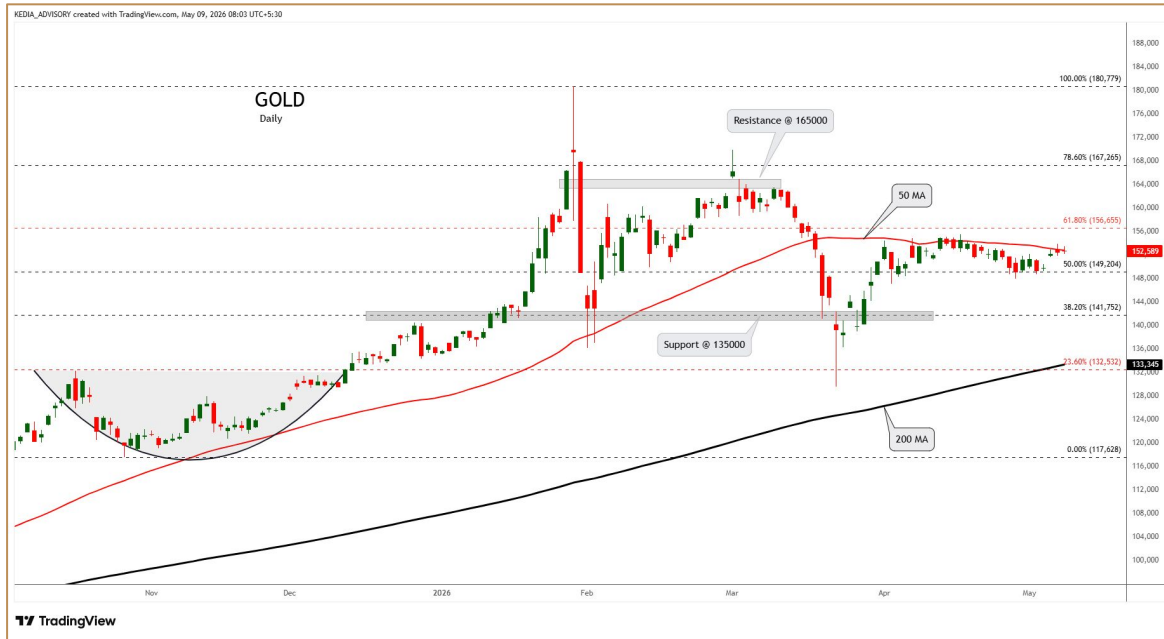 KEDIA_ADVISORY created with TradingView.com, May 09, 2026 08:03 UTC+5:30
GOLD
Daily
188,000
184,000
180,000
176,000
172,000
168,000
164,000
160,000
156,000
152,589
148,000
144,000
140,000
136,000
133,345
132,000
128,000
124,000
120,000
116,000
112,000
108,000
104,000
100,000
100.00% (180,779)
78.60% (167,265)
61.80% (156,655)
50.00% (149,204)
38.20% (141,752)
23.60% (132,532)
0.00% (117,628)
Resistance @ 165000
50 MA
Support @ 135000
200 MA
Nov
Dec
2026
Feb
Mar
Apr
May
TradingView